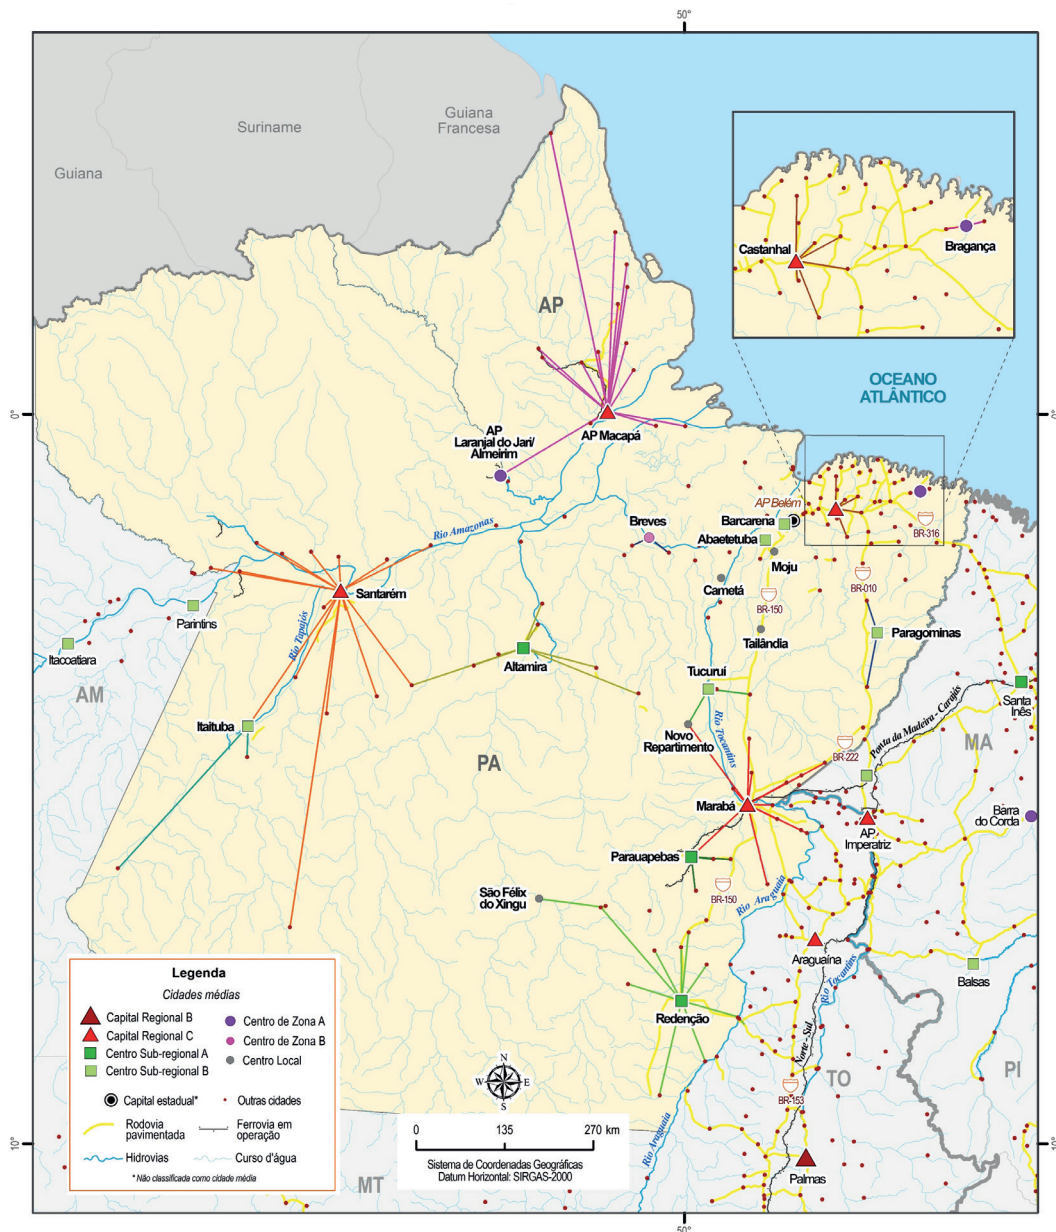 50°
Guiana
Suriname
Guiana
Francesa
AP
Castanhal
Bragança
OCEANO
ATLÂNTICO
0°
0°
AP
Laranjal do Jari/
Almeirim
AP Macapá
AP Belém
Rio Amazonas
Breves
Barcarena
Abaetetuba
BR-316
Moju
Cametá
BR-010
BR-150
Santarém
Parintins
Rio Tapajós
Itacoatiara
Tailândia
Paragominas
Altamira
Tucuruí
AM
Santa
Inês
Itaituba
Rio Tocantins
Novo
Repartimento
Ponta da Madeira - Carajás
MA
BR-222
PA
Marabá
Barra
do Corda
AP
Imperatriz
Parauapebas
São Félix
do Xingu
BR-150
Rio Araguaia
Araguaína
Rio Tocantins
Balsas
Redenção
Norte - Sul
TO
PI
BR-153
Rio Araguaia
Palmas
MT
10°
10°
Legenda
Cidades médias
Capital Regional B
Capital Regional C
Centro Sub-regional A
Centro Sub-regional B
Centro de Zona A
Centro de Zona B
Centro Local
Capital estadual*
Outras cidades
Rodovia
pavimentada
Ferrovia em
operação
Hidrovias
Curso d'água
* Não classificada como cidade média
N
W E
S
0 135 270 km
Sistema de Coordenadas Geográficas
Datum Horizontal: SIRGAS-2000
50°